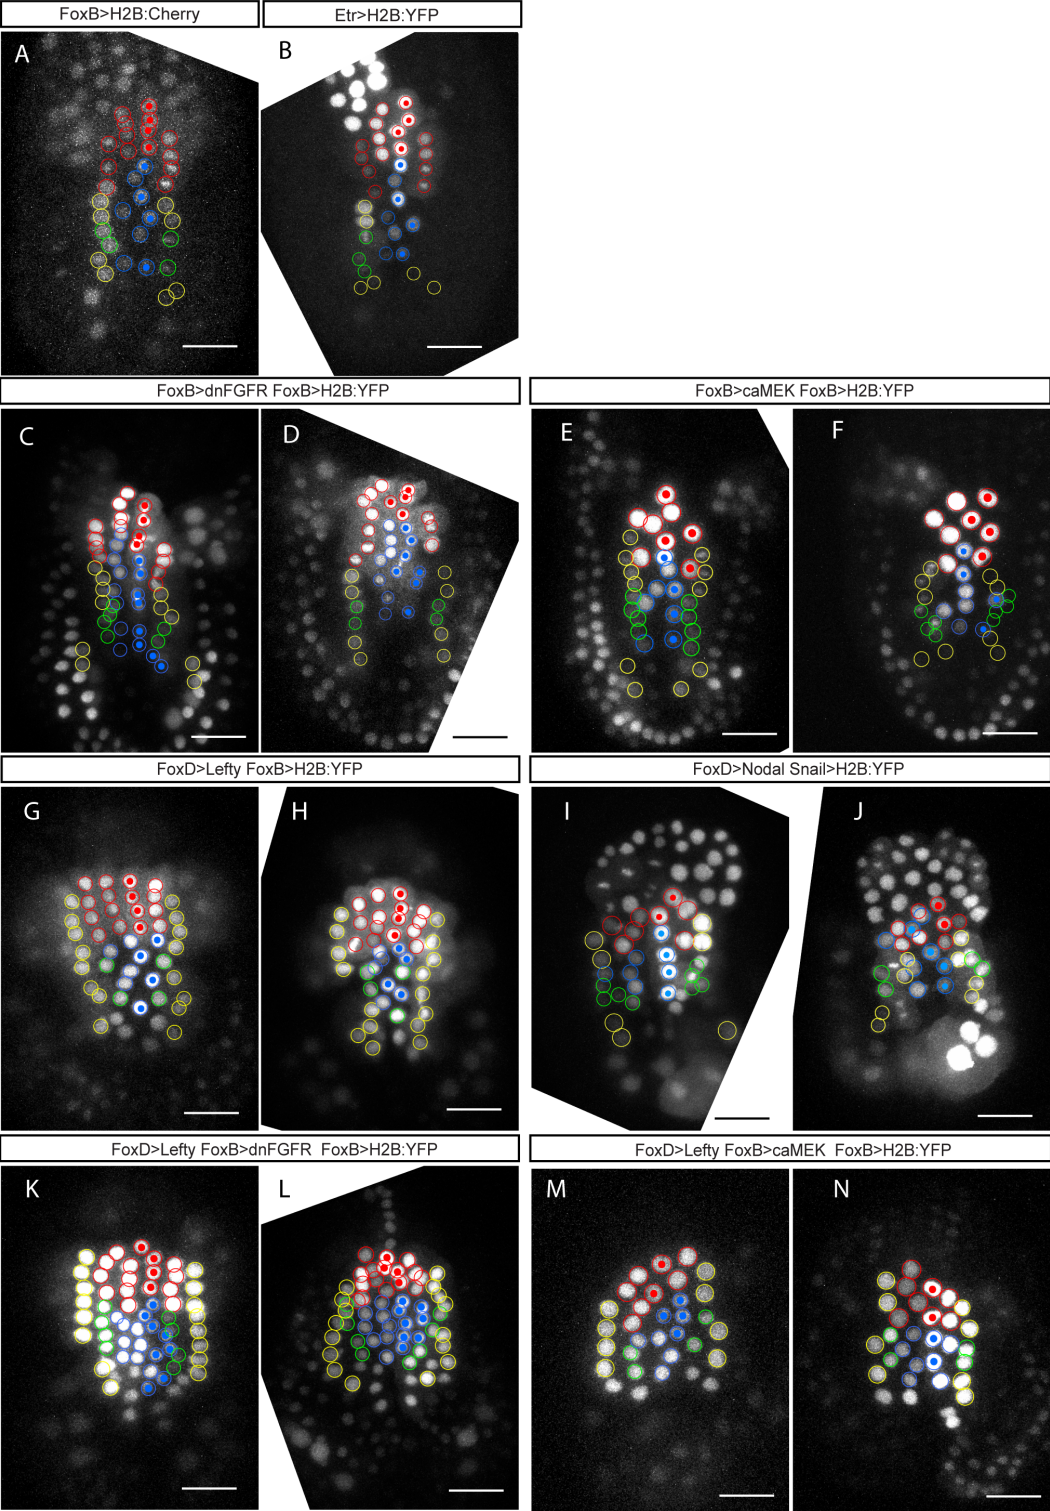 FoxB>H2B:Cherry
Etr>H2B:YFP
A
B
FoxB>dnFGFR FoxB>H2B:YFP
FoxB>caMEK FoxB>H2B:YFP
C
D
E
F
FoxD>Lefty FoxB>H2B:YFP
FoxD>Nodal Snail>H2B:YFP
G
H
I
J
FoxD>Lefty FoxB>dnFGFR FoxB>H2B:YFP
FoxD>Lefty FoxB>caMEK FoxB>H2B:YFP
K
L
M
N